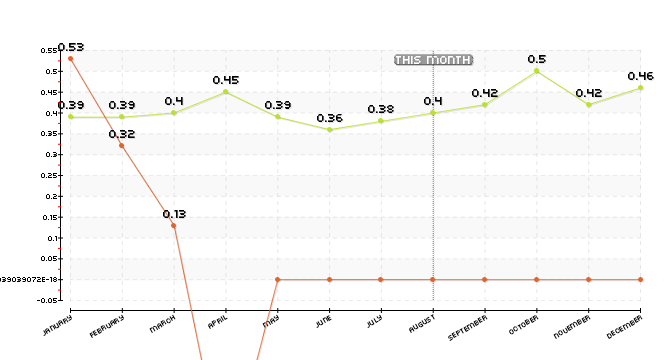 0.55
0.53
THIS MONTH
0.5
0.5
0.46
0.45
0.45
0.42
0.42
0.4
0.4
0.4
0.39
0.39
0.39
0.38
0.36
0.35
0.32
0.3
0.25
0.2
0.15
0.13
0.1
0.05
39039072E-18
-0.05
JANUARY
FEBRUARY
MARCH
APRIL
MAY
JUNE
JULY
AUGUST
SEPTEMBER
OCTOBER
NOVEMBER
DECEMBER